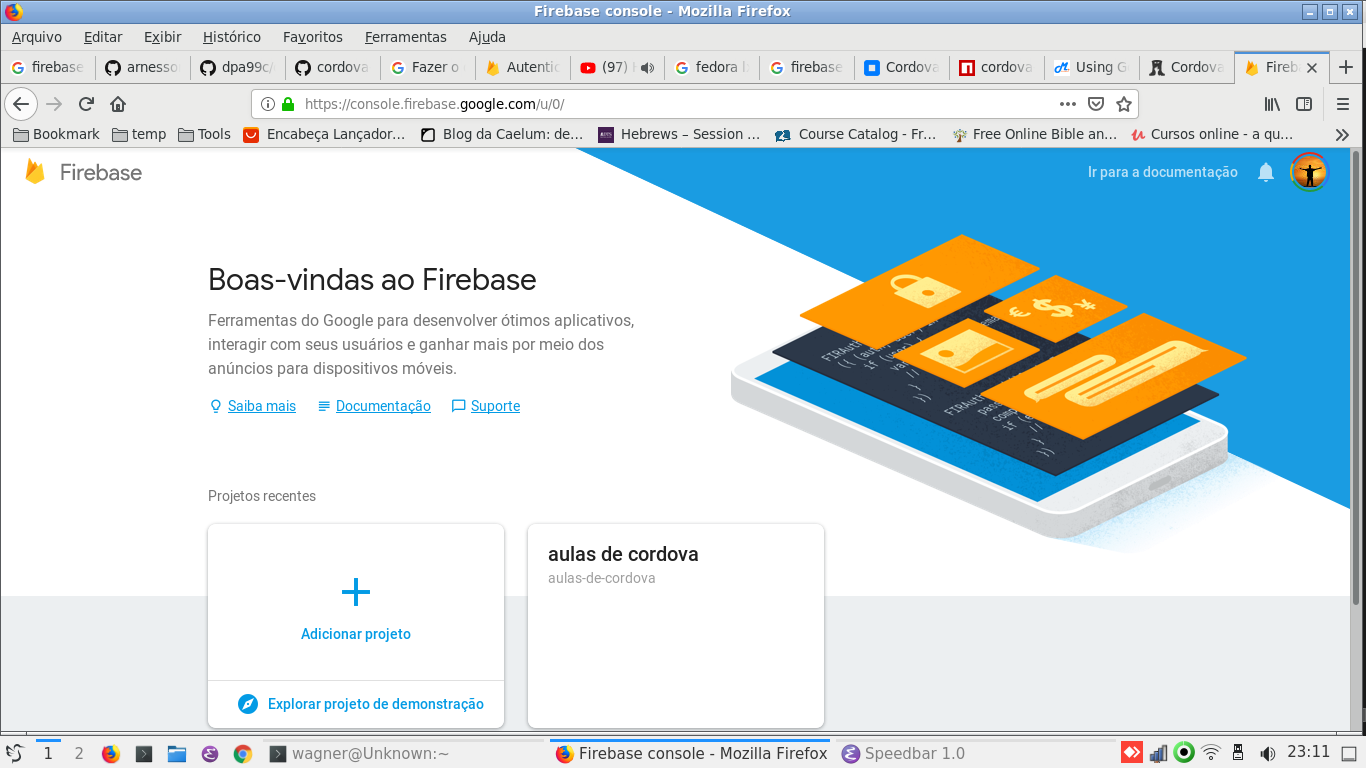 Firebase console - Mozilla Firefox
Arquivo Editar Exibir Histórico Favoritos Ferramentas Ajuda
firebase arnesso dpa99c/ cordova Fazer o Autentic (97) fedora firebase Cordova cordova Using G Cordova Fireb
https://console.firebase.google.com/u/0/
Bookmark temp Tools Encabeça Lançador... Blog da Caelum: de... Hebrews – Session ... Course Catalog - Fr... Free Online Bible an... Cursos online - a qu...
Firebase
Ir para a documentação
Boas-vindas ao Firebase
Ferramentas do Google para desenvolver ótimos aplicativos,
interagir com seus usuários e ganhar mais por meio dos
anúncios para dispositivos móveis.
Saiba mais Documentação Suporte
Projetos recentes
Adicionar projeto
Explorar projeto de demonstração
aulas de cordova
aulas-de-cordova
1 2 wagner@Unknown:~ Firebase console - Mozilla Firefox Speedbar 1.0 23:11